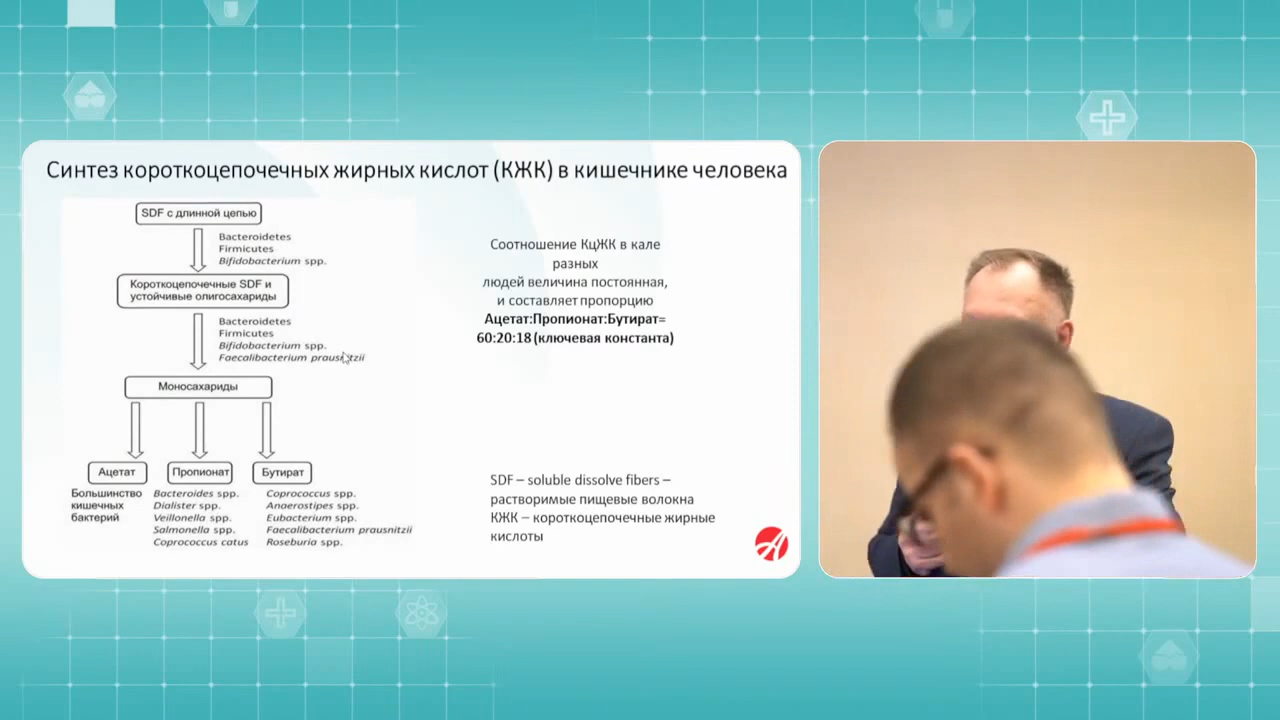 Синтез короткоцепочечных жирных кислот (КЖК) в кишечнике человека
SDF с длинной цепью
Bacteroidetes
Firmicutes
Bifidobacterium spp.
Короткоцепочечные SDF и
устойчивые олигосахариды
Bacteroidetes
Firmicutes
Bifidobacterium spp.
Faecalibacterium prausnitzii
Моносахариды
Ацетат
Пропионат
Бутират
Большинство
кишечных
бактерий
Bacteroides spp.
Dialister spp.
Veillonella spp.
Salmonella spp.
Coprococcus catus
Coprococcus spp.
Anaerostipes spp.
Eubacterium spp.
Faecalibacterium prausnitzii
Roseburia spp.
Соотношение КцЖК в кале
разных
людей величина постоянная,
и составляет пропорцию
Ацетат:Пропионат:Бутират=
60:20:18 (ключевая константа)
SDF – soluble dissolve fibers –
растворимые пищевые волокна
КЖК – короткоцепочечные жирные
кислоты